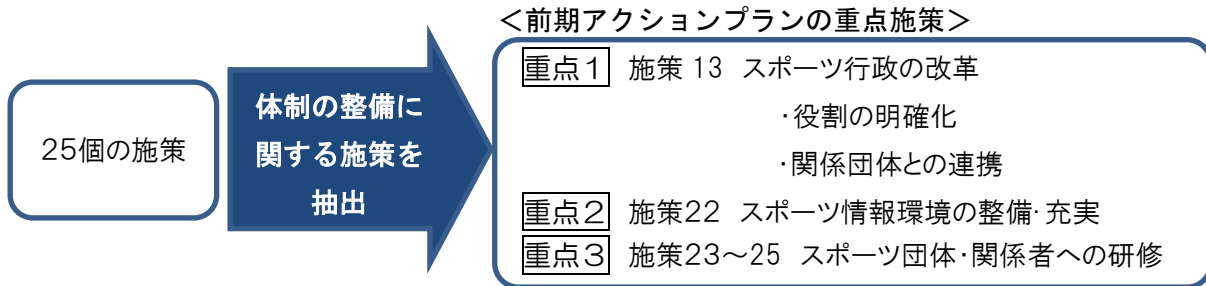 ＜前期アクションプランの重点施策＞
25個の施策
体制の整備に
関する施策を
抽出
重点１ 施策 13 スポーツ行政の改革
・役割の明確化
・関係団体との連携
重点２ 施策22 スポーツ情報環境の整備・充実
重点３ 施策23～25 スポーツ団体・関係者への研修